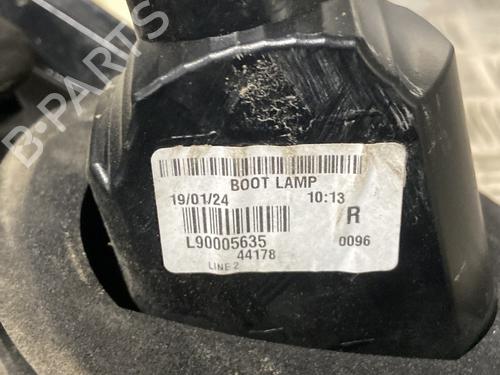 B-PARTS
BOOT LAMP
19/01/24 10:13
R
L90005635 0096
44178
LINE 2